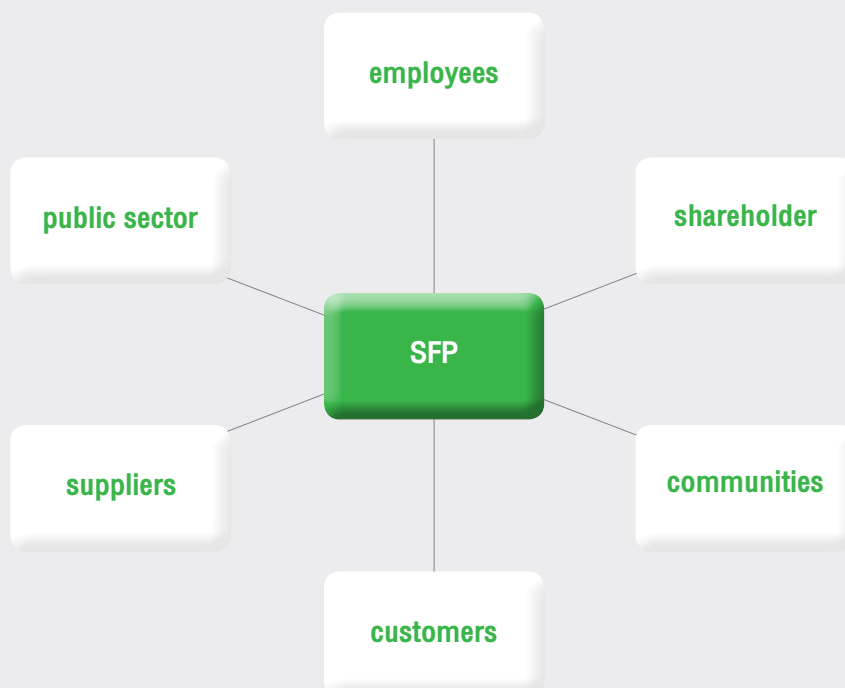 employees
public sector
shareholder
SFP
suppliers
communities
customers